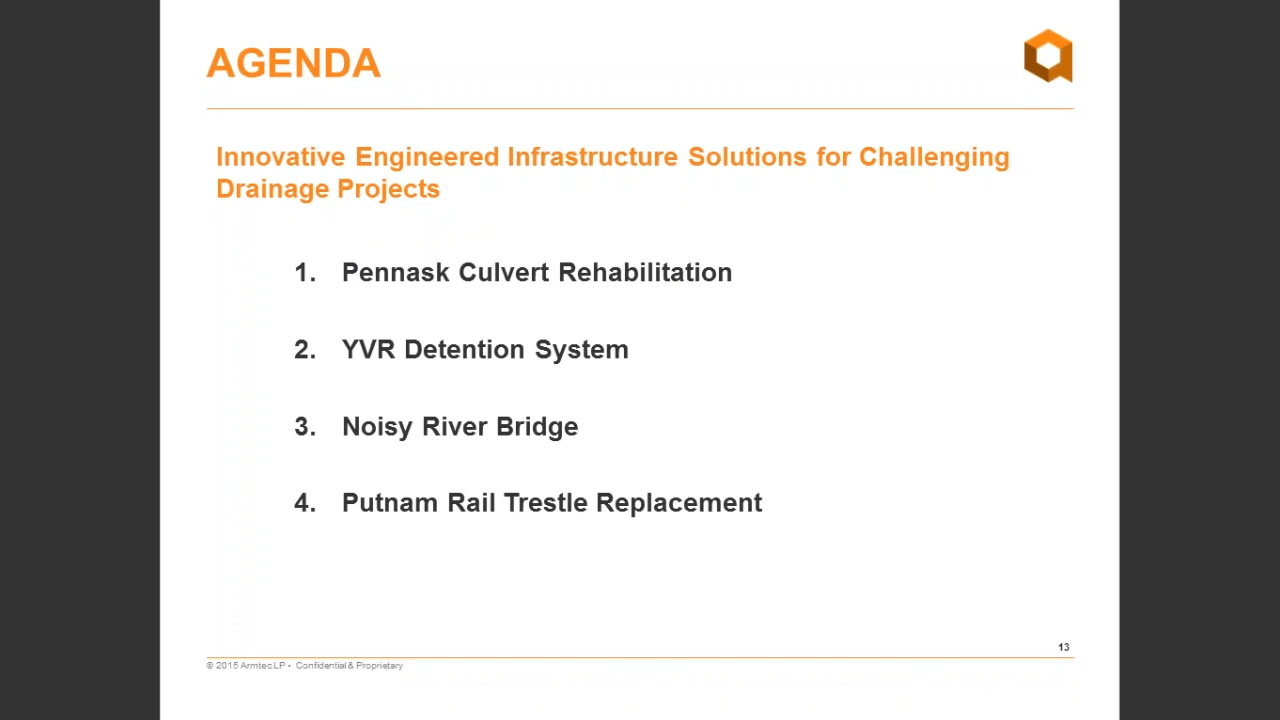 AGENDA
Innovative Engineered Infrastructure Solutions for Challenging
Drainage Projects
1. Pennask Culvert Rehabilitation
2. YVR Detention System
3. Noisy River Bridge
4. Putnam Rail Trestle Replacement
13
© 2015 Armtec LP • Confidential & Proprietary